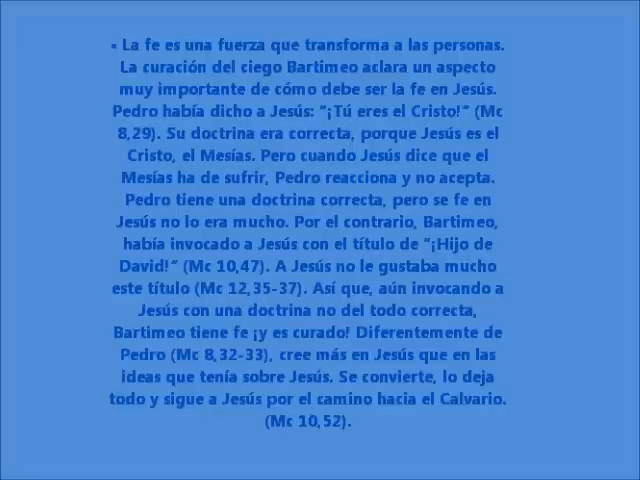 • La fe es una fuerza que transforma a las personas.
La curación del ciego Bartimeo aclara un aspecto
muy importante de cómo debe ser la fe en Jesús.
Pedro había dicho a Jesús: "¡Tú eres el Cristo!" (Mc
8,29). Su doctrina era correcta, porque Jesús es el
Cristo, el Mesías. Pero cuando Jesús dice que el
Mesías ha de sufrir, Pedro reacciona y no acepta.
Pedro tiene una doctrina correcta, pero se fe en
Jesús no lo era mucho. Por el contrario, Bartimeo,
había invocado a Jesús con el título de "¡Hijo de
David!" (Mc 10,47). A Jesús no le gustaba mucho
este título (Mc 12,35-37). Así que, aún invocando a
Jesús con una doctrina no del todo correcta,
Bartimeo tiene fe ¡y es curado! Diferentemente de
Pedro (Mc 8,32-33), cree más en Jesús que en las
ideas que tenía sobre Jesús. Se convierte, lo deja
todo y sigue a Jesús por el camino hacia el Calvario.
(Mc 10,52).